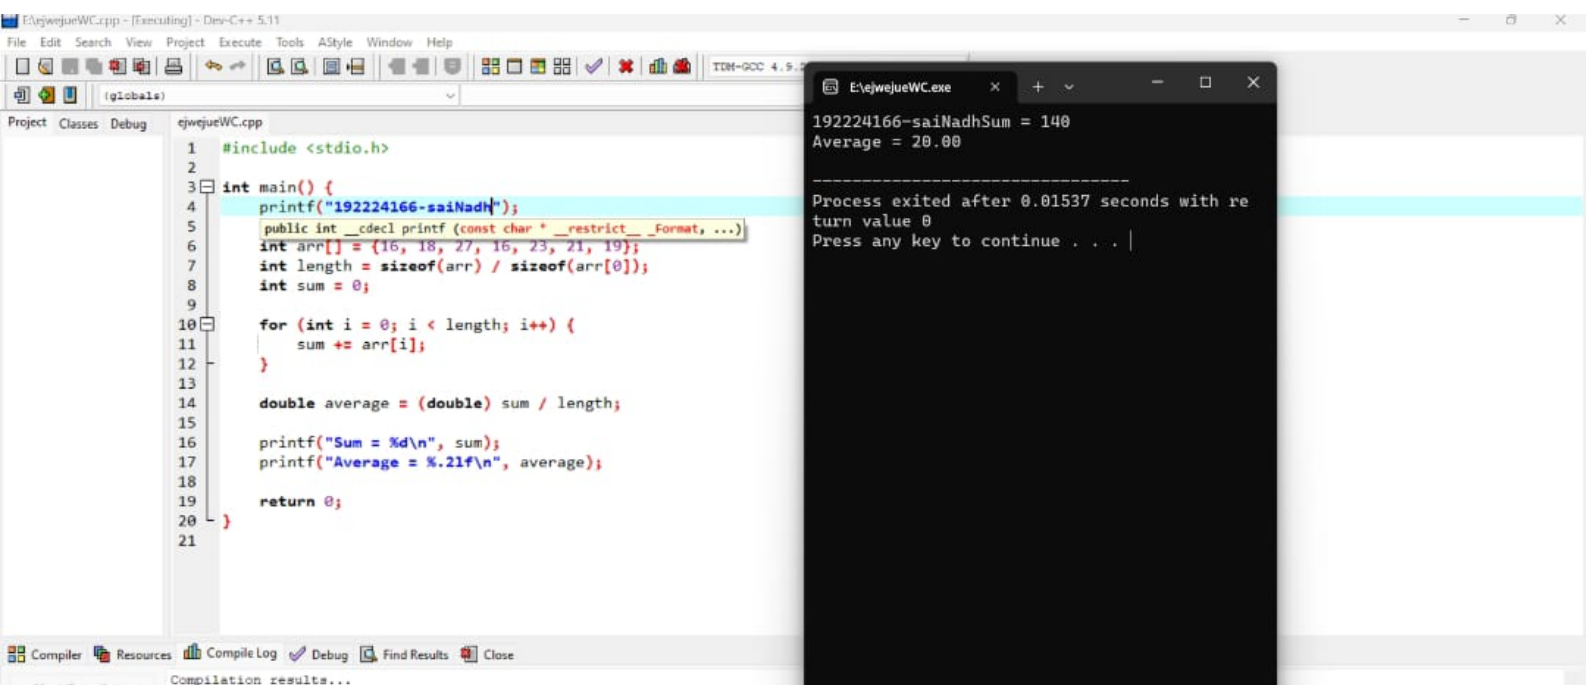 E:\ejwejueWC.cpp - [Executing] - Dev-C++ 5.11
File Edit Search View Project Execute Tools AStyle Window Help
TDM-GCC 4.9.2
(globals)
Project Classes Debug
ejwejueWC.cpp
1 #include <stdio.h>
2
3 int main() {
4 printf("192224166-saiNadh");
5 public int __cdecl printf (const char * __restrict__ _Format, ...)
6 int arr[] = {16, 18, 27, 16, 23, 21, 19};
7 int length = sizeof(arr) / sizeof(arr[0]);
8 int sum = 0;
9
10 for (int i = 0; i < length; i++) {
11 sum += arr[i];
12 }
13
14 double average = (double) sum / length;
15
16 printf("Sum = %d\n", sum);
17 printf("Average = %.2lf\n", average);
18
19 return 0;
20 }
21
E:\ejwejueWC.exe
192224166-saiNadhSum = 140
Average = 20.00
--------------------------------
Process exited after 0.01537 seconds with re
turn value 0
Press any key to continue . . .
Compiler Resources Compile Log Debug Find Results Close
Compilation results...